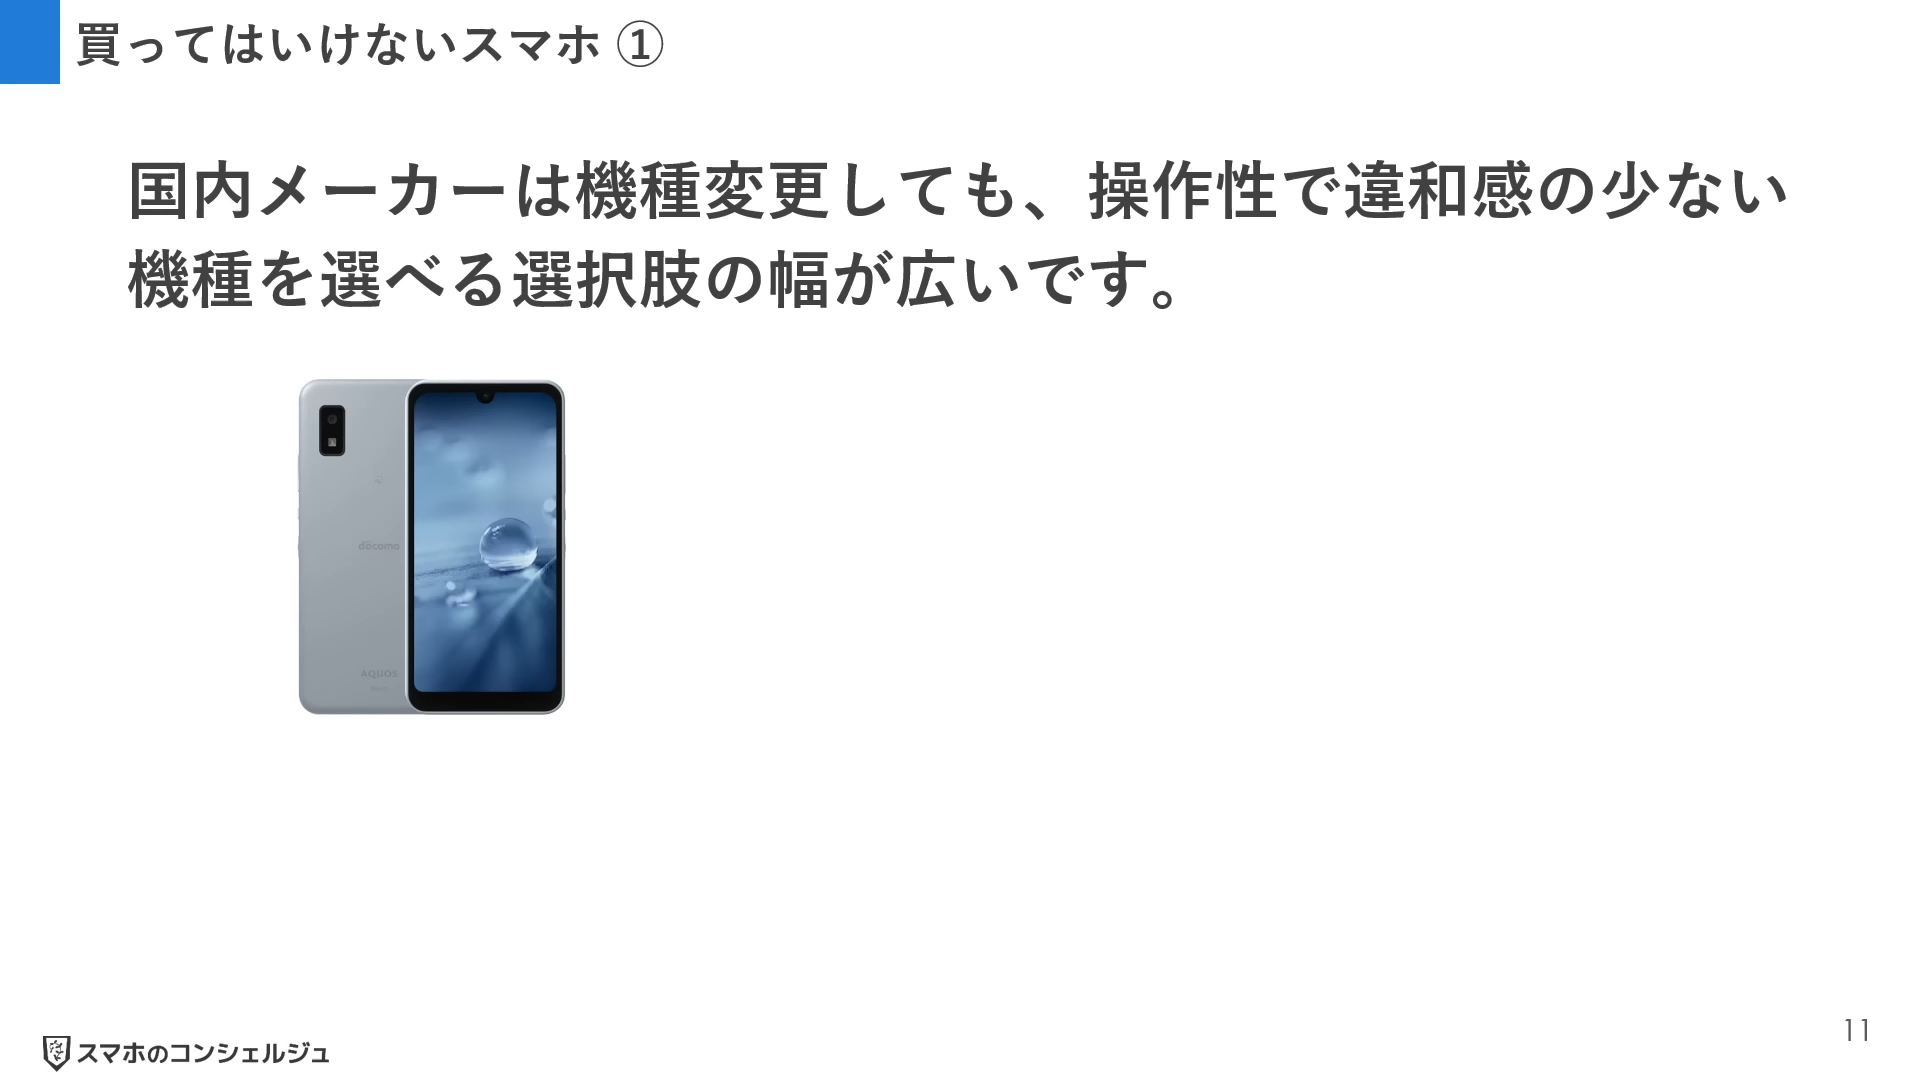 買ってはいけないスマホ ①
国内メーカーは機種変更しても、操作性で違和感の少ない
機種を選べる選択肢の幅が広いです。
docomo
AQUOS
スマホのコンシェルジュ
11